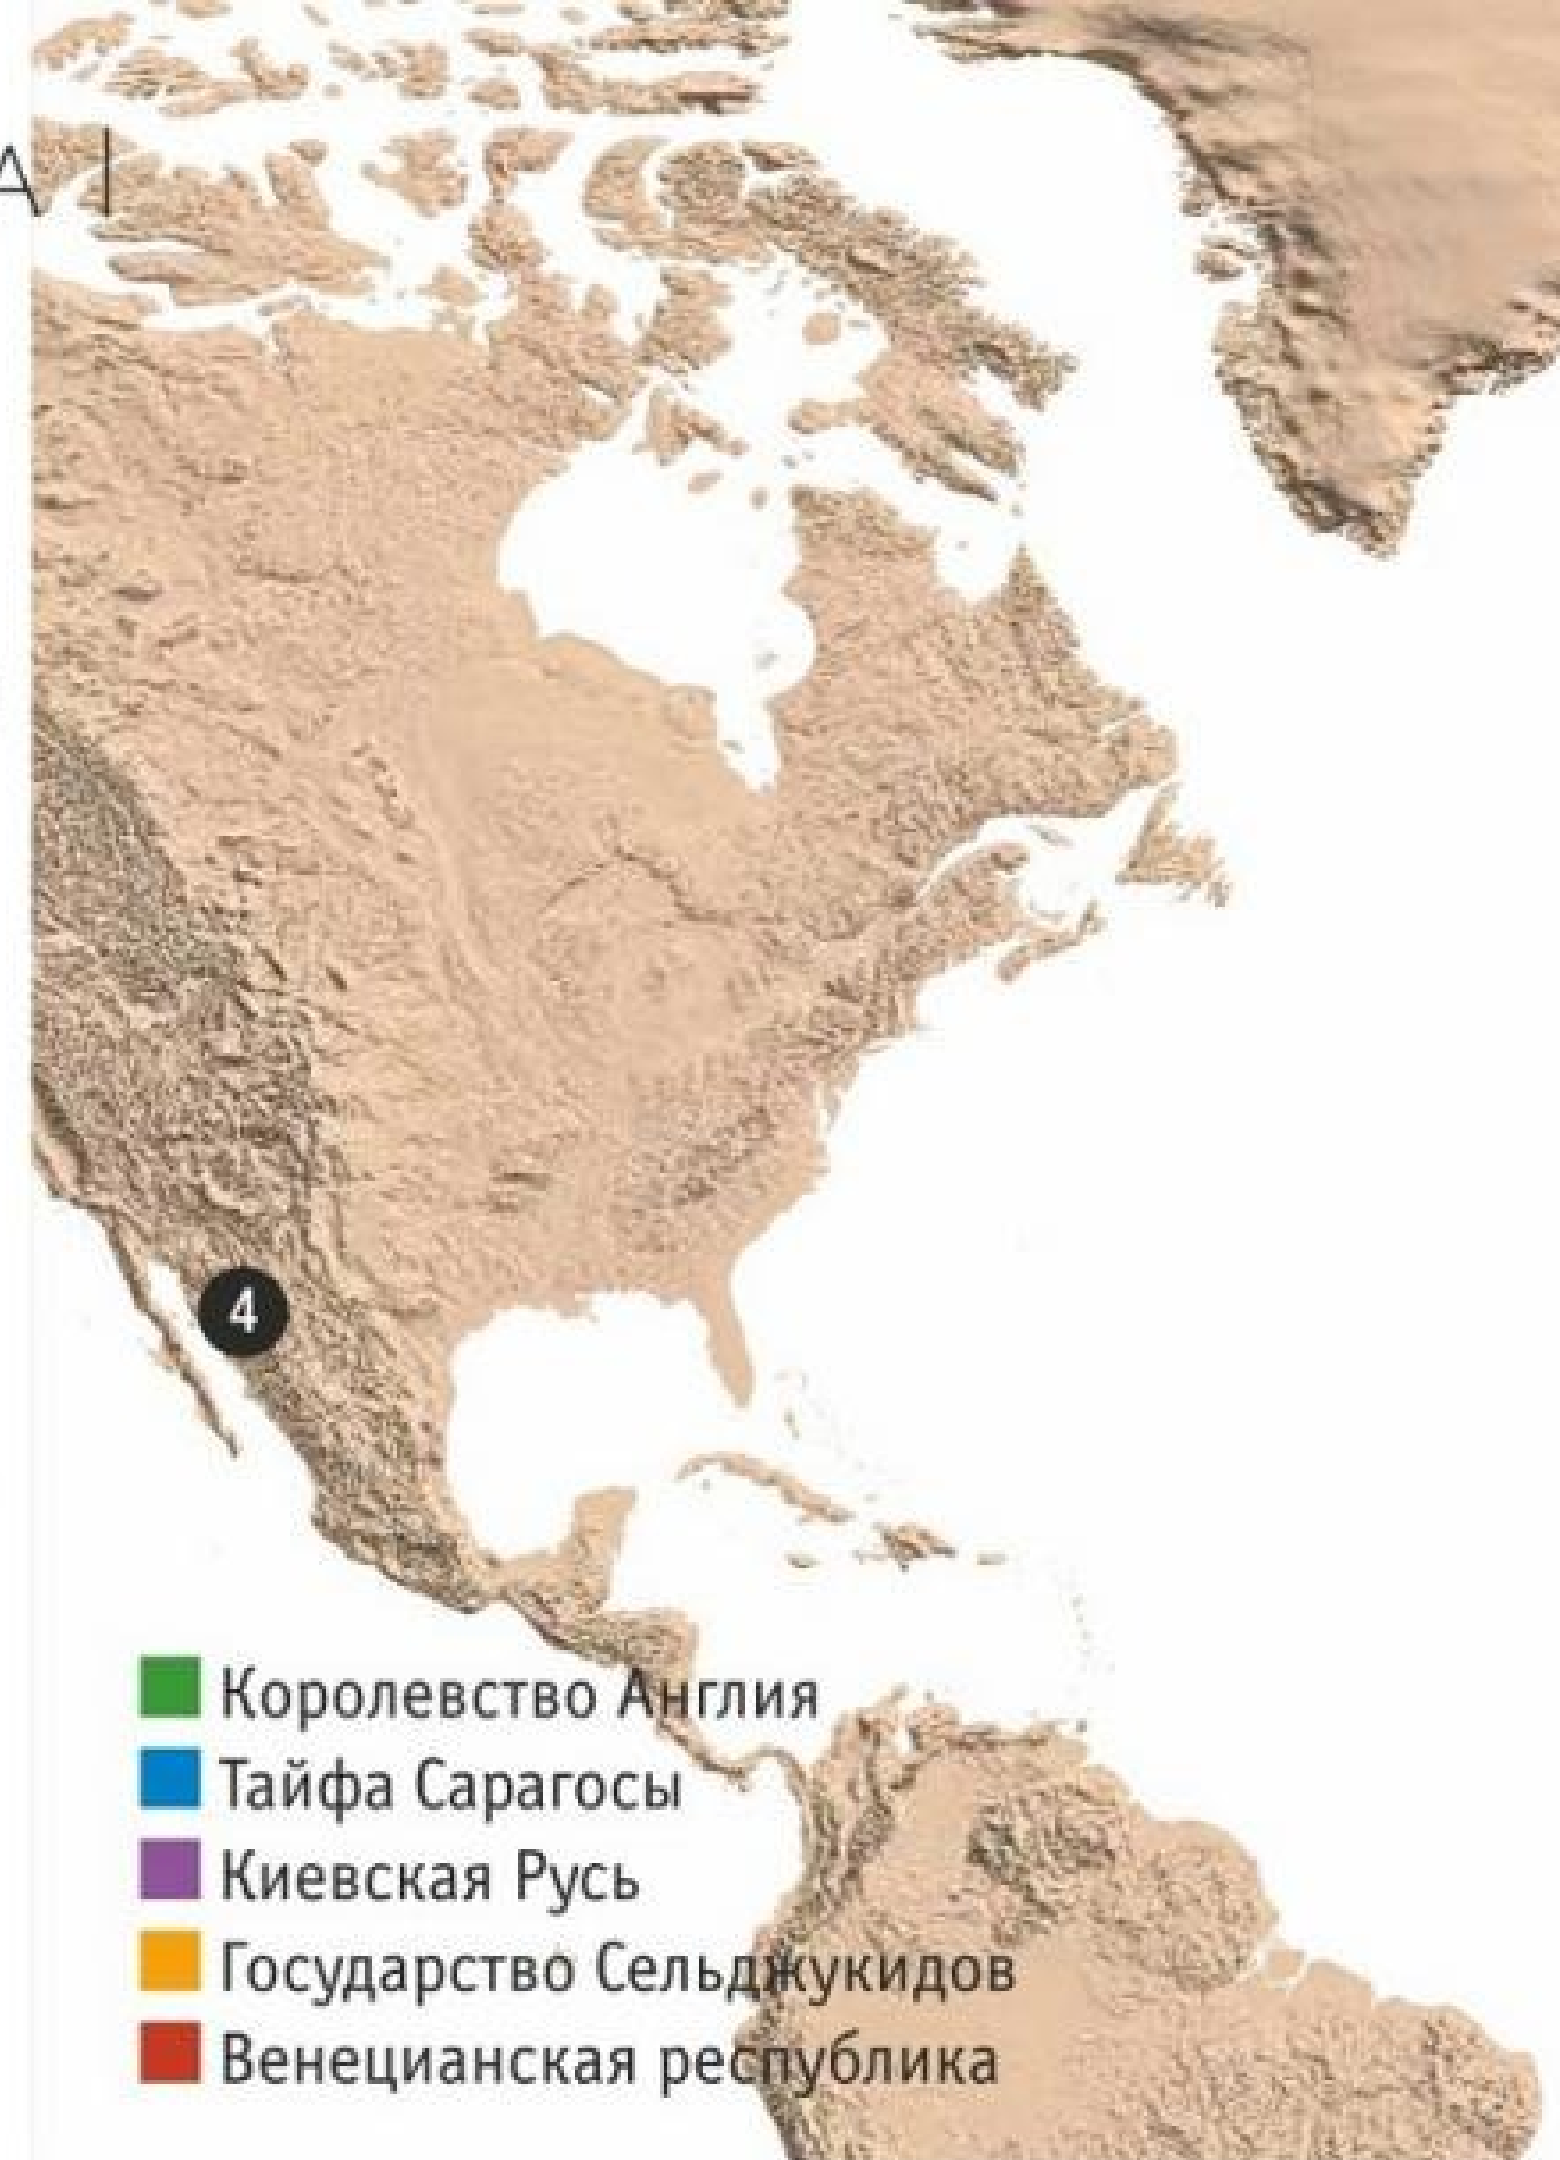 А |
4
Королевство Англия
Тайфа Сарагосы
Киевская Русь
Государство Сельджукидов
Венецианская республика